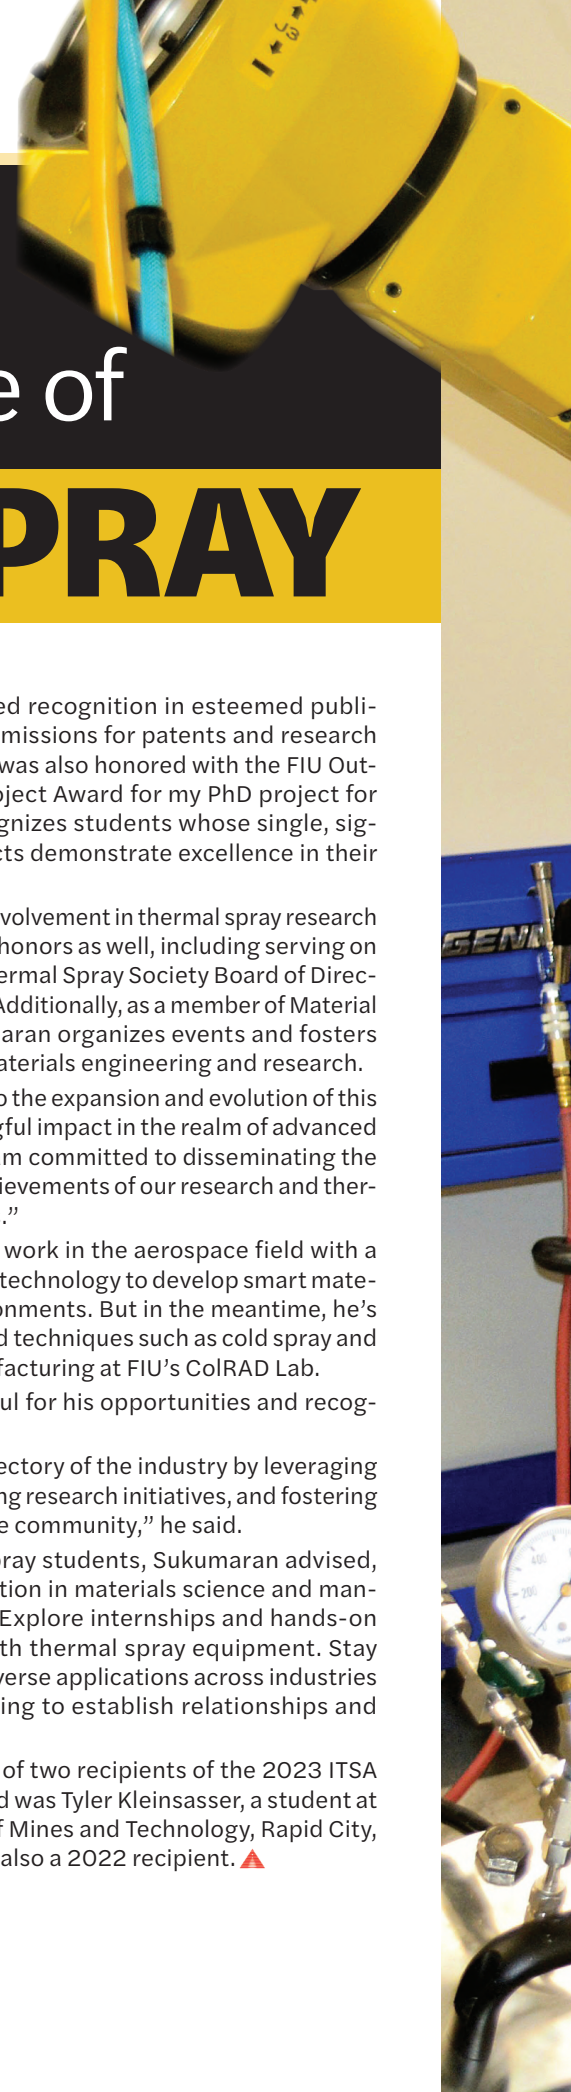 e of
PRAY
ed recognition in esteemed publi-
missions for patents and research
was also honored with the FIU Out-
oject Award for my PhD project for
gnizes students whose single, sig-
cts demonstrate excellence in their
volvement in thermal spray research
honors as well, including serving on
ermal Spray Society Board of Direc-
Additionally, as a member of Material
aran organizes events and fosters
aterials engineering and research.
o the expansion and evolution of this
gful impact in the realm of advanced
am committed to disseminating the
ievements of our research and ther-
.”
work in the aerospace field with a
technology to develop smart mate-
onments. But in the meantime, he’s
d techniques such as cold spray and
facturing at FIU’s ColRAD Lab.
ul for his opportunities and recog-
ectory of the industry by leveraging
ng research initiatives, and fostering
e community,” he said.
pray students, Sukumaran advised,
tion in materials science and man-
Explore internships and hands-on
th thermal spray equipment. Stay
verse applications across industries
ing to establish relationships and
of two recipients of the 2023 ITSA
d was Tyler Kleinsasser, a student at
f Mines and Technology, Rapid City,
also a 2022 recipient.
GENN
400
200
0